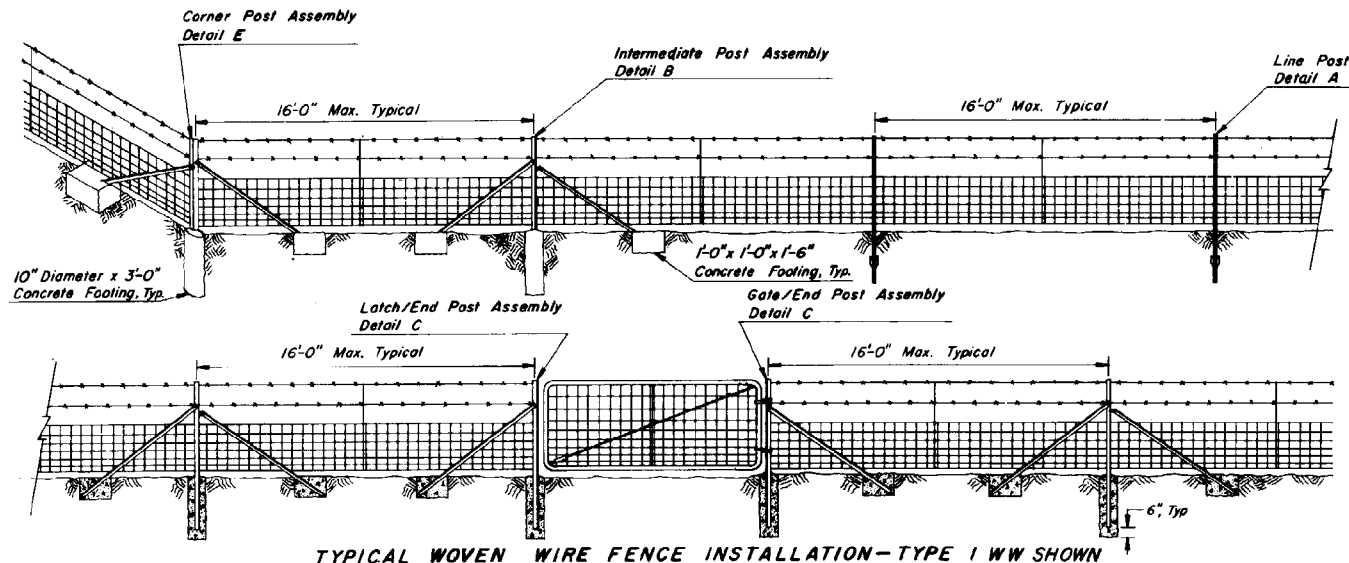 Corner Post Assembly
Detail E
Intermediate Post Assembly
Detail B
Line Post
Detail A
16'-0" Max. Typical
16'-0" Max. Typical
10" Diameter x 3'-0"
Concrete Footing, Typ.
1'-0" x 1'-0" x 1'-6"
Concrete Footing, Typ.
Latch/End Post Assembly
Detail C
Gate/End Post Assembly
Detail C
16'-0" Max. Typical
16'-0" Max. Typical
6", Typ
TYPICAL WOVEN WIRE FENCE INSTALLATION-TYPE 1 WW SHOWN